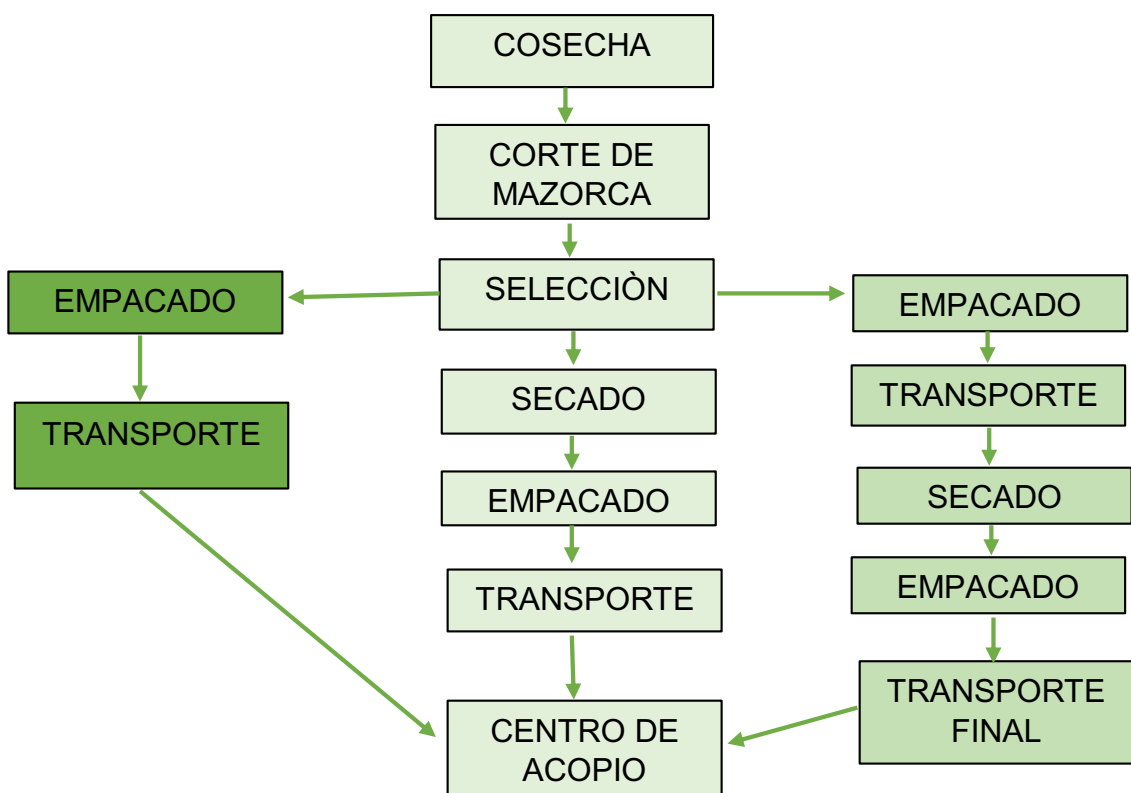 COSECHA
CORTE DE
MAZORCA
SELECCIÒN
EMPACADO
TRANSPORTE
SECADO
EMPACADO
TRANSPORTE
EMPACADO
TRANSPORTE
SECADO
EMPACADO
TRANSPORTE
FINAL
CENTRO DE
ACOPIO